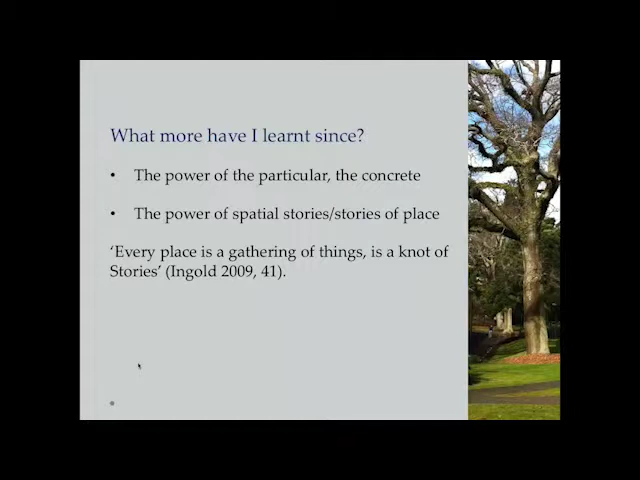 What more have I learnt since?
• The power of the particular, the concrete
• The power of spatial stories/stories of place
‘Every place is a gathering of things, is a knot of
Stories’ (Ingold 2009, 41).